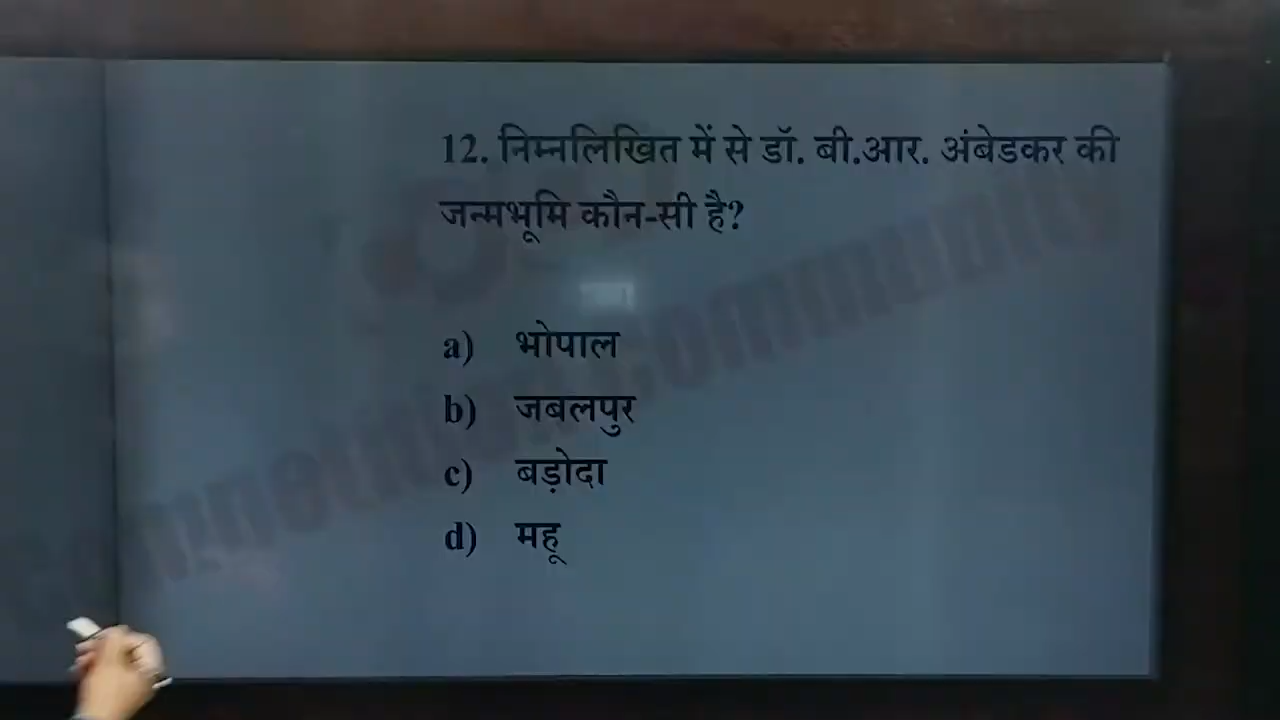 12. निम्नलिखित में से डॉ. बी.आर. अंबेडकर की
जन्मभूमि कौन-सी है?
a) भोपाल
b) जबलपुर
c) बड़ोदा
d) महू